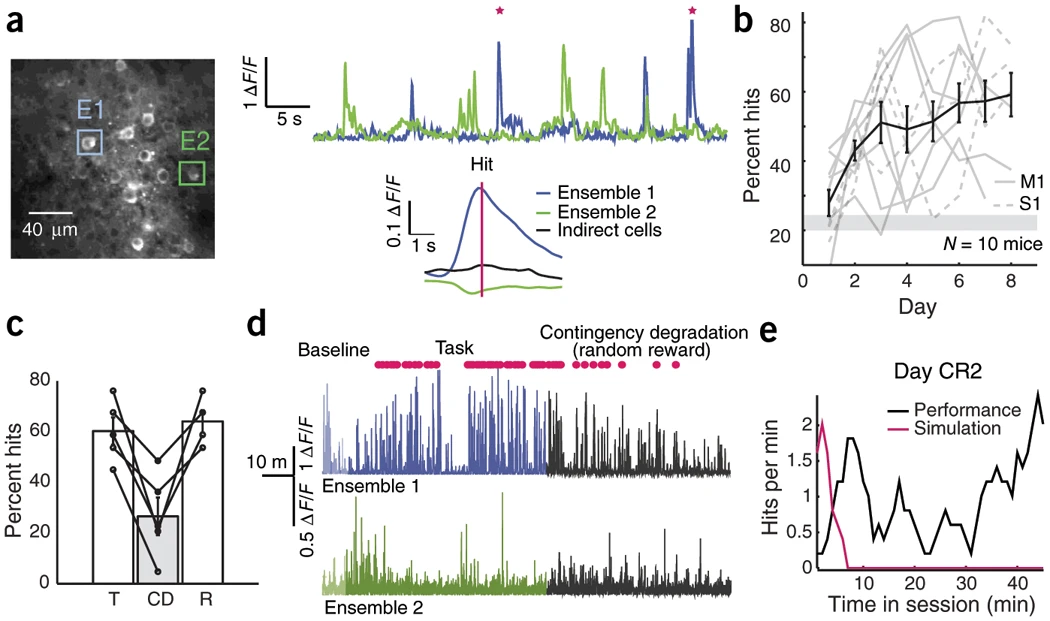 a
E1
E2
40 μm
1 ΔF/F
5 s
Hit
0.1 ΔF/F
1 s
Ensemble 1
Ensemble 2
Indirect cells
b
Percent hits
80
60
40
20
M1
S1
N = 10 mice
0
2
4
6
8
Day
c
Percent hits
80
60
40
20
0
T
CD
R
d
Baseline
Task
Contingency degradation
(random reward)
10 m
1 ΔF/F
0.5 ΔF/F
Ensemble 1
Ensemble 2
e
Day CR2
Performance
Simulation
Hits per min
2
1.5
1
0.5
0
10
20
30
40
Time in session (min)